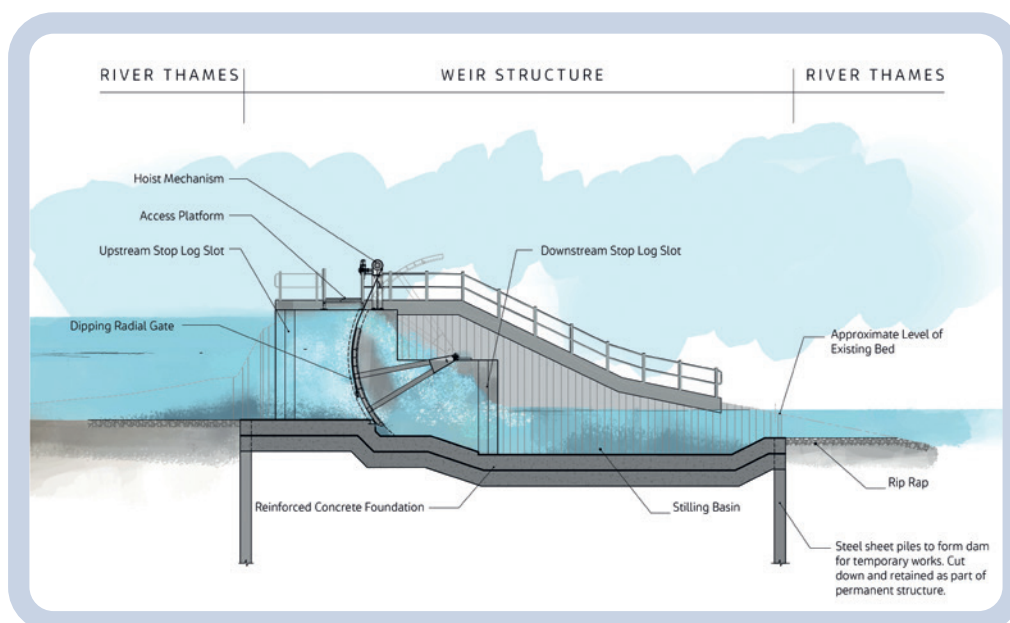 RIVER THAMES
WEIR STRUCTURE
RIVER THAMES
Hoist Mechanism
Access Platform
Upstream Stop Log Slot
Downstream Stop Log Slot
Dipping Radial Gate
Approximate Level of
Existing Bed
Rip Rap
Reinforced Concrete Foundation
Stilling Basin
Steel sheet piles to form dam
for temporary works. Cut
down and retained as part of
permanent structure.